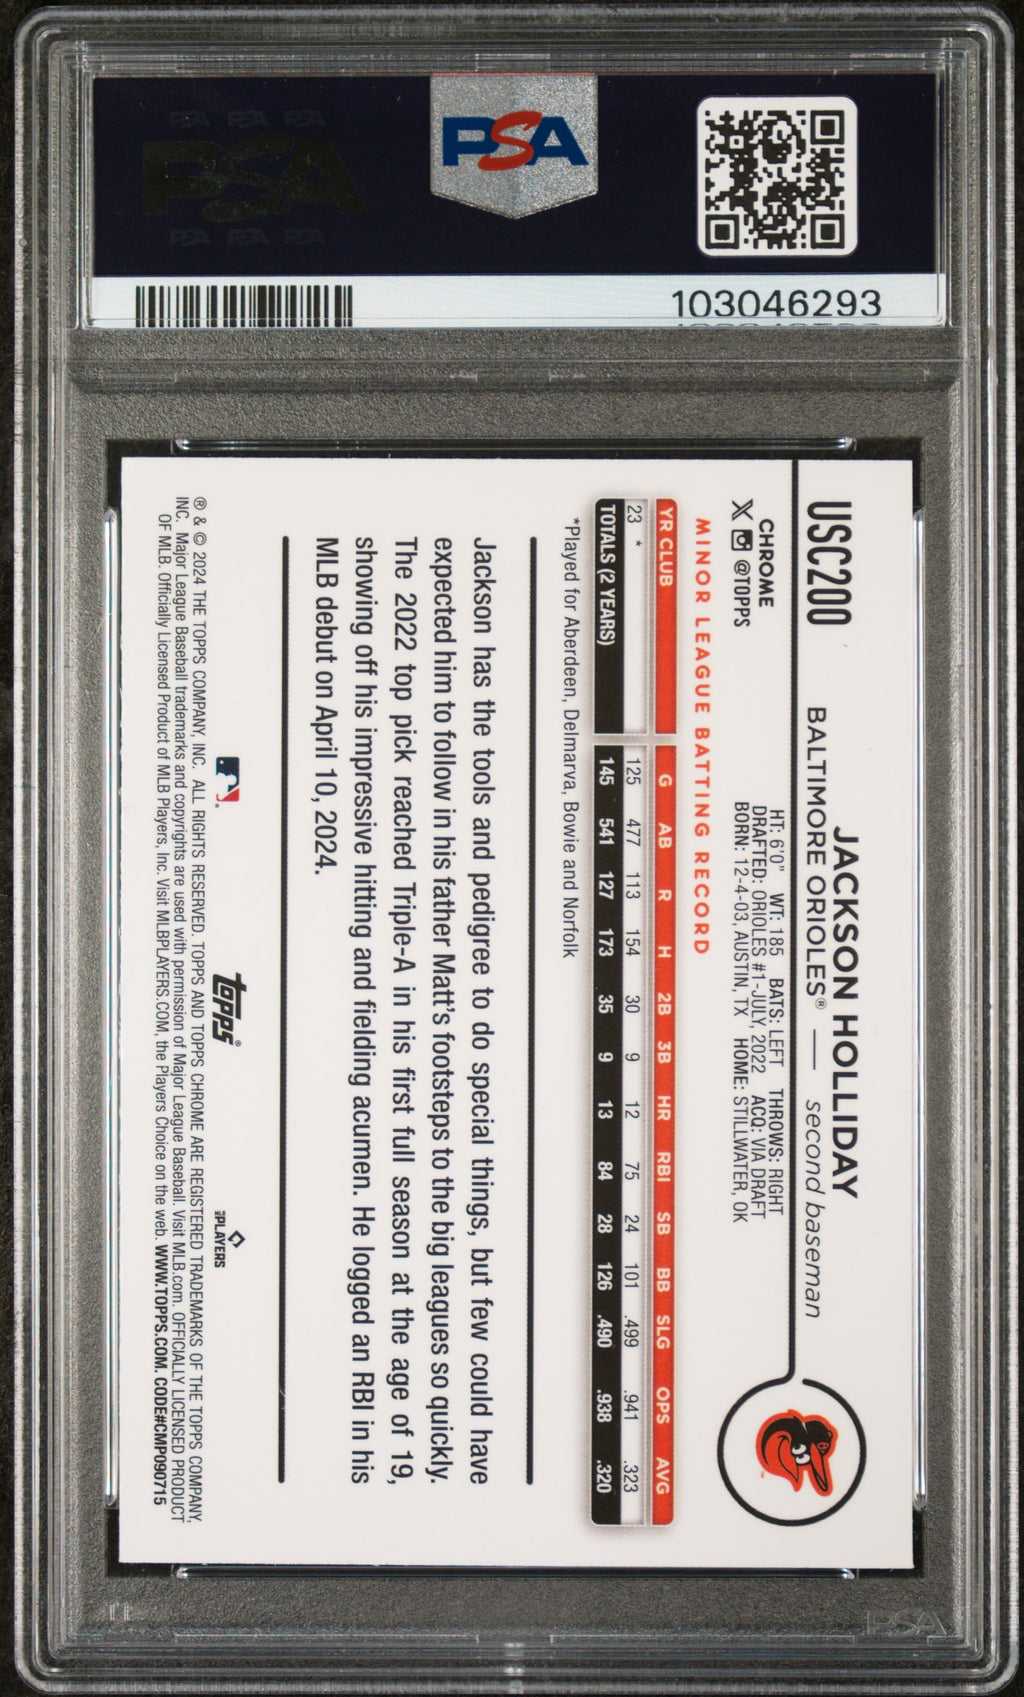 PSA PSA PSA
PSA
PSA PSA PSA
PSA
103046293
USC200
JACKSON HOLLIDAY
BALTIMORE ORIOLES® — second baseman
CHROME
@TOPPS
HT: 6'0" WT: 185 BATS: LEFT THROWS: RIGHT
DRAFTED: ORIOLES #1-JULY, 2022 ACQ: VIA DRAFT
BORN: 12-4-03, AUSTIN, TX HOME: STILLWATER, OK
MINOR LEAGUE BATTING RECORD
YR CLUB G AB R H 2B 3B HR RBI SB BB SLG OPS AVG
23 * 125 477 113 154 30 9 12 75 24 101 .499 .941 .323
TOTALS (2 YEARS) 145 541 127 173 35 9 13 84 28 126 .490 .938 .320
*Played for Aberdeen, Delmarva, Bowie and Norfolk
Jackson has the tools and pedigree to do special things, but few could have
expected him to follow in his father Matt's footsteps to the big leagues so quickly.
The 2022 top pick reached Triple-A in his first full season at the age of 19,
showing off his impressive hitting and fielding acumen. He logged an RBI in his
MLB debut on April 10, 2024.
topps®
PLAYERS
® & © 2024 THE TOPPS COMPANY, INC. ALL RIGHTS RESERVED. TOPPS AND TOPPS CHROME ARE REGISTERED TRADEMARKS OF THE TOPPS COMPANY,
INC. Major League Baseball trademarks and copyrights are used with permission of Major League Baseball. Visit MLB.com. OFFICIALLY LICENSED PRODUCT
OF MLB. Officially Licensed Product of MLB Players, Inc. Visit MLBPLAYERS.COM, the Players Choice on the web. WWW.TOPPS.COM. CODE#CMP090715
PSA